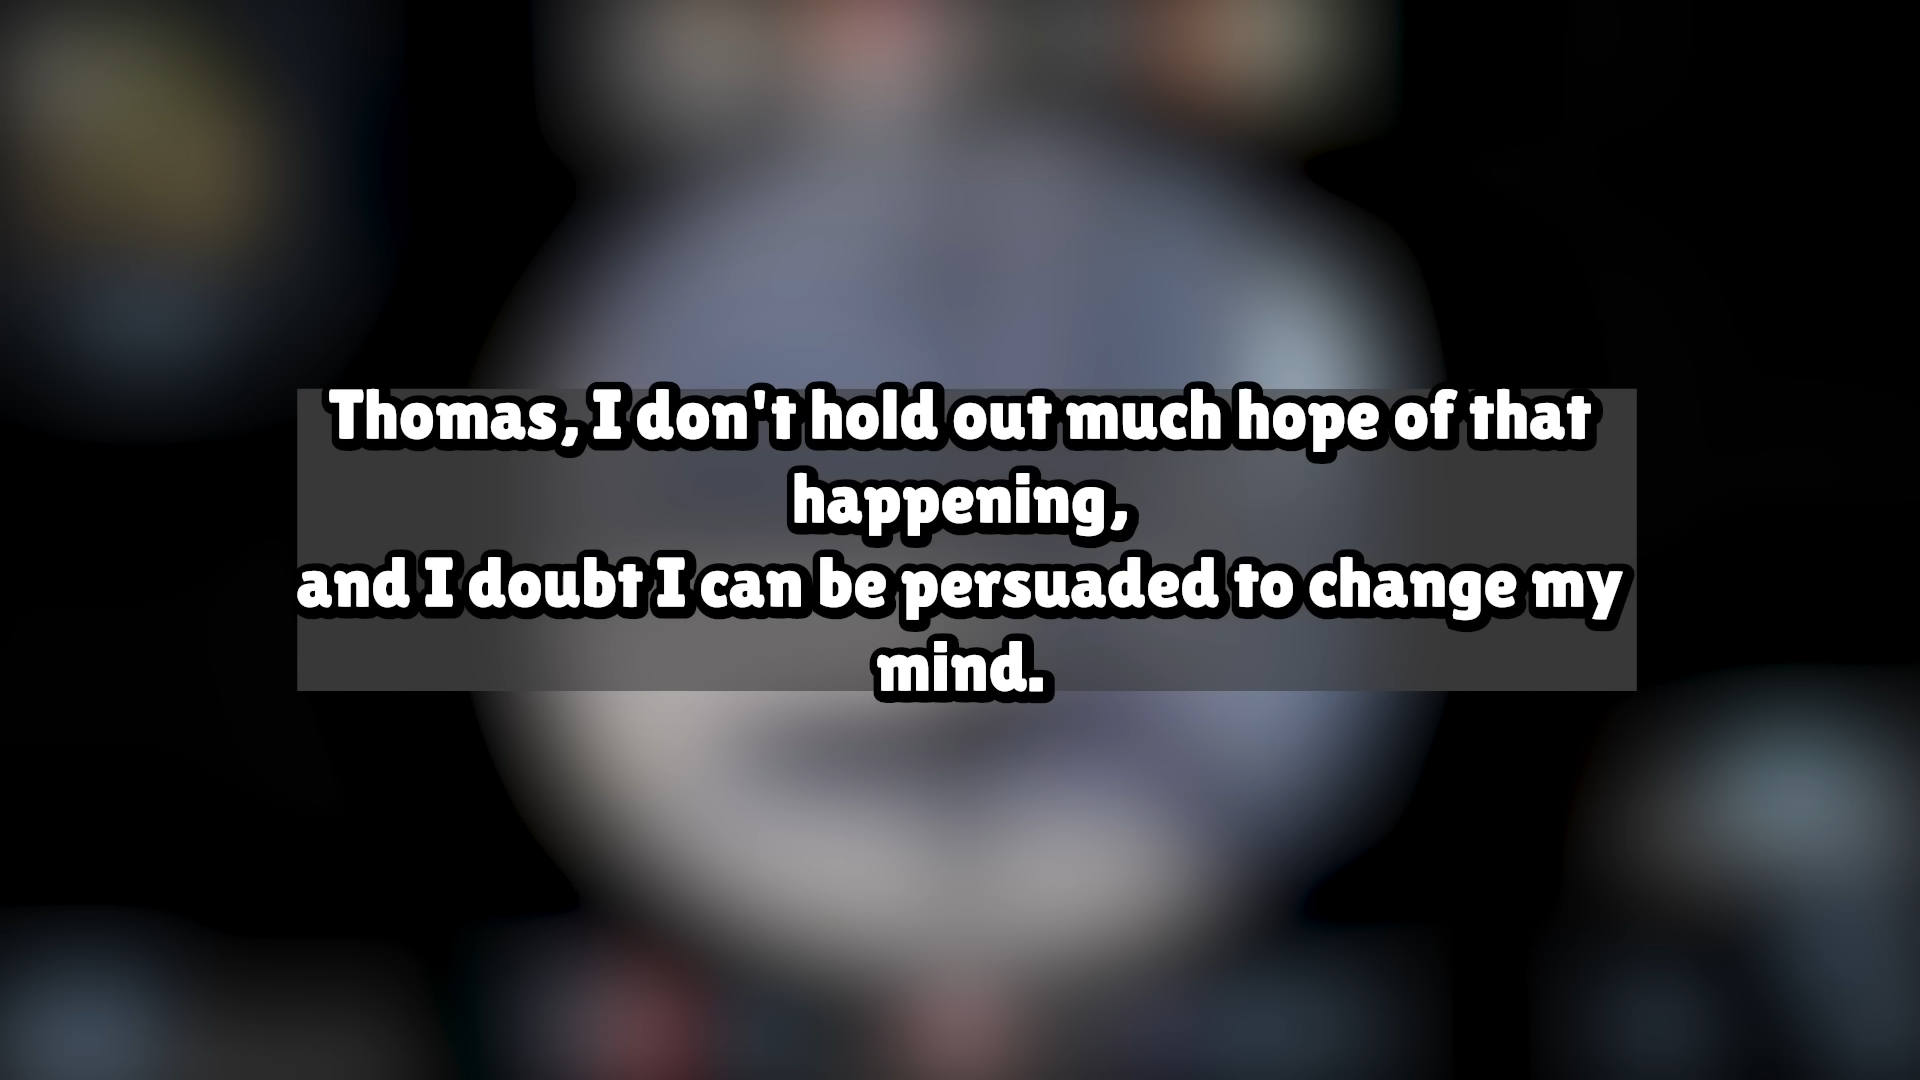 Thomas, I don't hold out much hope of that
happening,
and I doubt I can be persuaded to change my
mind.